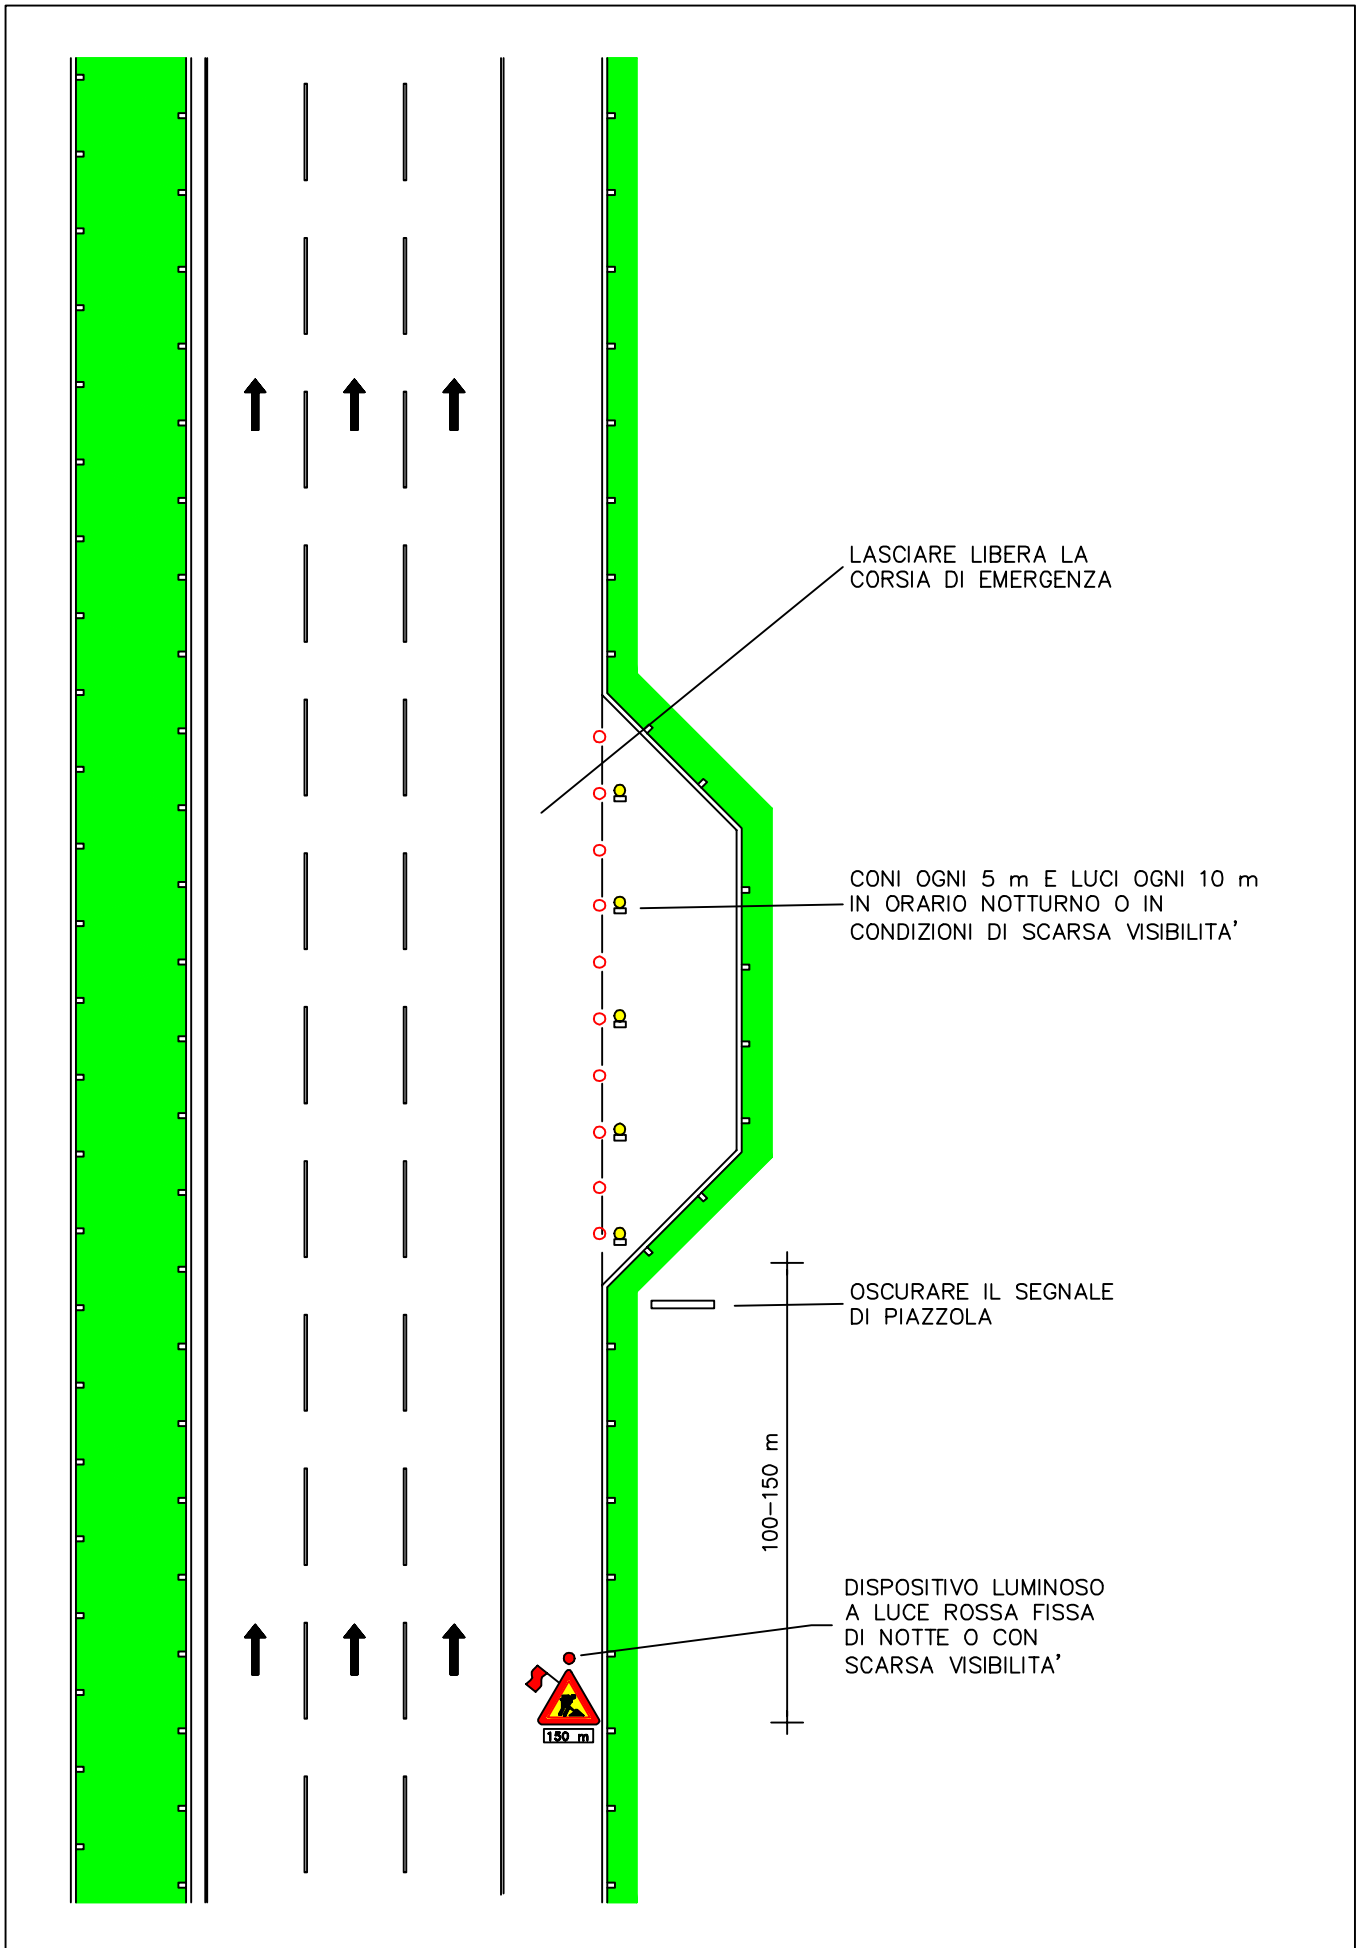 LASCIARE LIBERA LA
CORSIA DI EMERGENZA
CONI OGNI 5 m E LUCI OGNI 10 m
IN ORARIO NOTTURNO O IN
CONDIZIONI DI SCARSA VISIBILITA'
OSCURARE IL SEGNALE
DI PIAZZOLA
100-150 m
DISPOSITIVO LUMINOSO
A LUCE ROSSA FISSA
DI NOTTE O CON
SCARSA VISIBILITA'
150 m